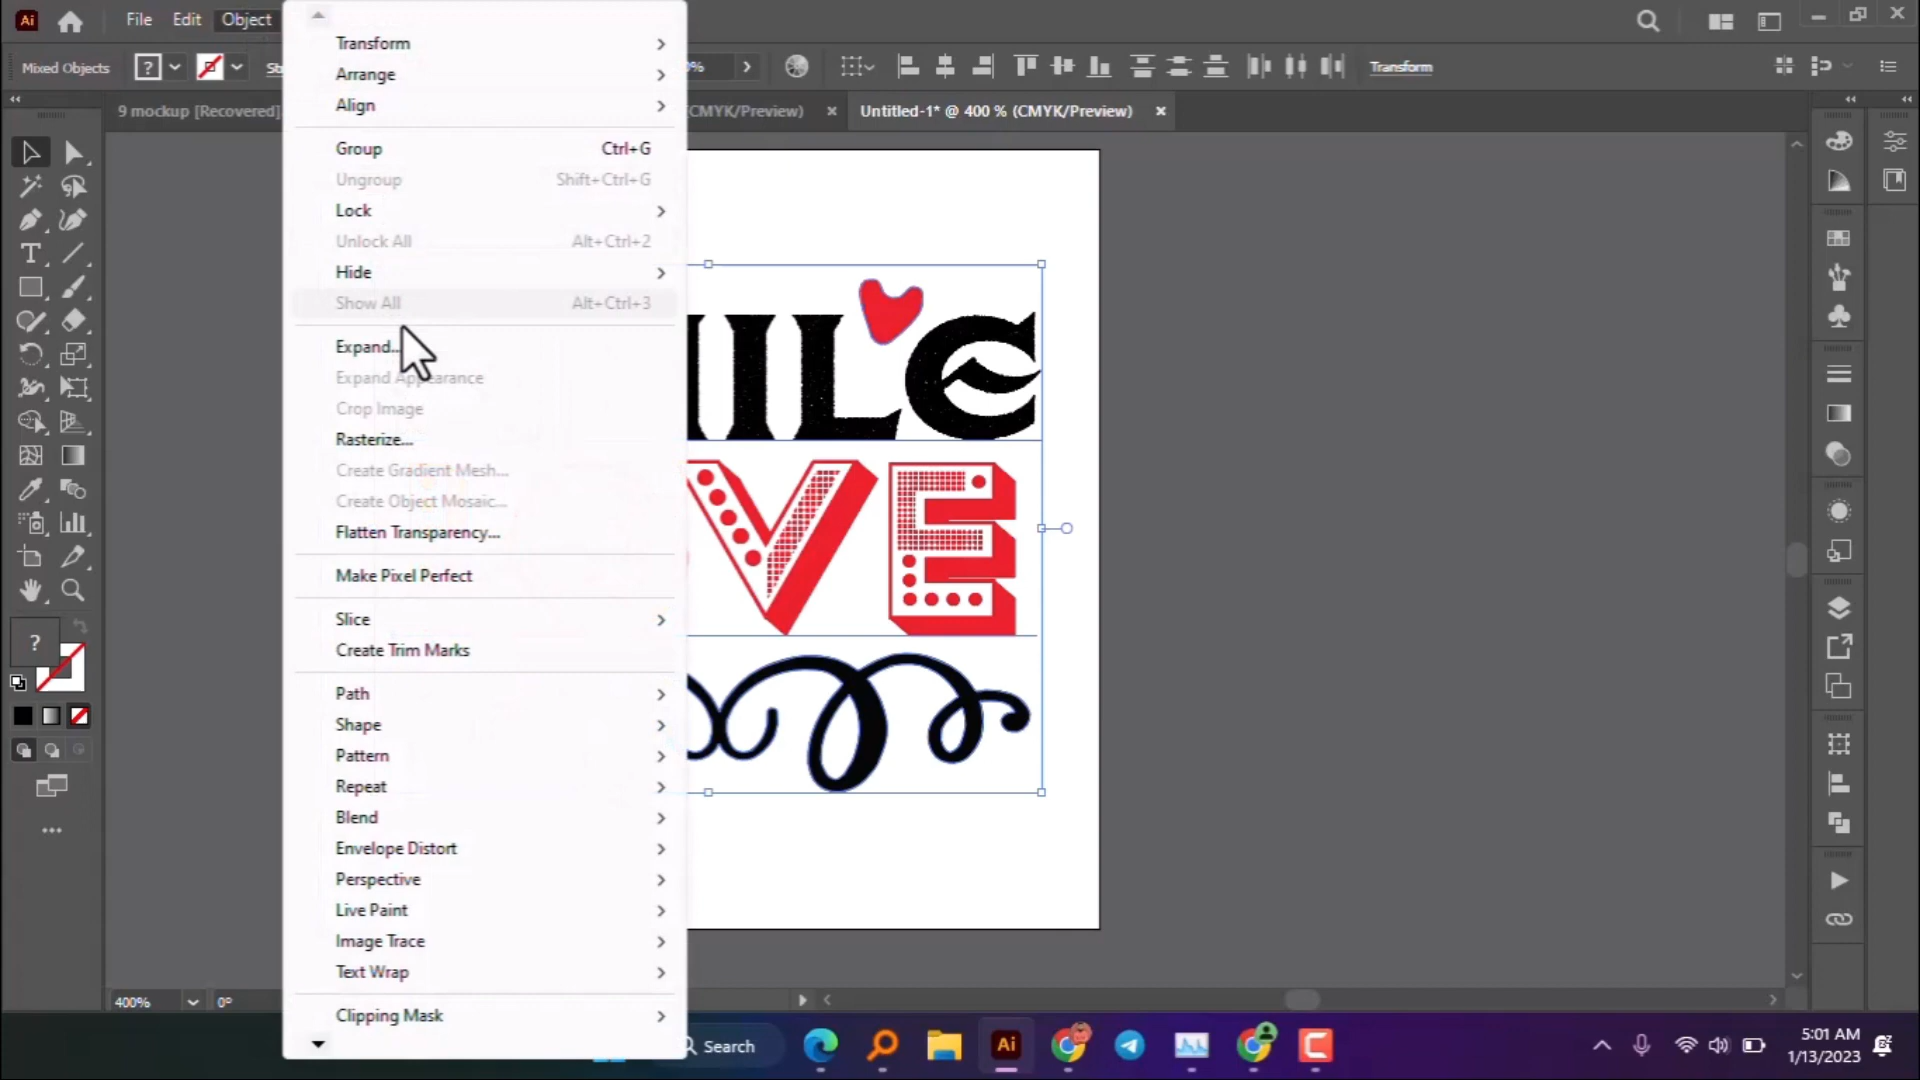 Ai File Edit Object
Mixed Objects ? Transform
9 mockup [Recovered] (CMYK/Preview) × Untitled-1* @ 400 % (CMYK/Preview) ×
Transform
Arrange
Align
Group Ctrl+G
Ungroup Shift+Ctrl+G
Lock
Unlock All Alt+Ctrl+2
Hide
Show All Alt+Ctrl+3
Expand...
Expand Appearance
Crop Image
Rasterize...
Create Gradient Mesh...
Create Object Mosaic...
Flatten Transparency...
Make Pixel Perfect
Slice
Create Trim Marks
Path
Shape
Pattern
Repeat
Blend
Envelope Distort
Perspective
Live Paint
Image Trace
Text Wrap
Clipping Mask
ILE
VE
?
400% 0°
Search Ai 5:01 AM
1/13/2023